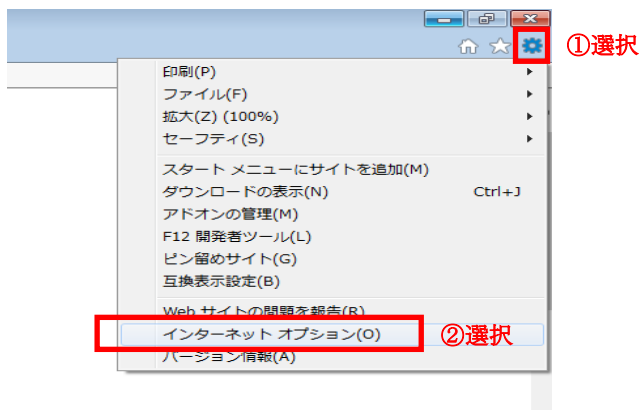 ①選択
印刷(P)
ファイル(F)
拡大(Z) (100%)
セーフティ(S)
スタート メニューにサイトを追加(M)
ダウンロードの表示(N) Ctrl+J
アドオンの管理(M)
F12 開発者ツール(L)
ピン留めサイト(G)
互換表示設定(B)
Web サイトの問題を報告(R)
インターネット オプション(O) ②選択
バージョン情報(A)